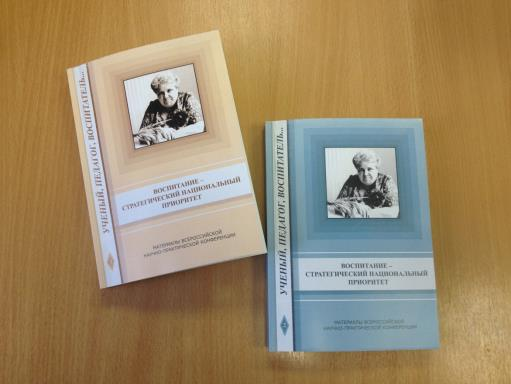 УЧЕНЫЙ, ПЕДАГОГ, ВОСПИТАТЕЛЬ...
ВОСПИТАНИЕ –
СТРАТЕГИЧЕСКИЙ НАЦИОНАЛЬНЫЙ
ПРИОРИТЕТ
МАТЕРИАЛЫ ВСЕРОССИЙСКОЙ
НАУЧНО-ПРАКТИЧЕСКОЙ КОНФЕРЕНЦИИ
УЧЕНЫЙ, ПЕДАГОГ, ВОСПИТАТЕЛЬ...
ВОСПИТАНИЕ –
СТРАТЕГИЧЕСКИЙ НАЦИОНАЛЬНЫЙ
ПРИОРИТЕТ
МАТЕРИАЛЫ ВСЕРОССИЙСКОЙ
НАУЧНО-ПРАКТИЧЕСКОЙ КОНФЕРЕНЦИИ